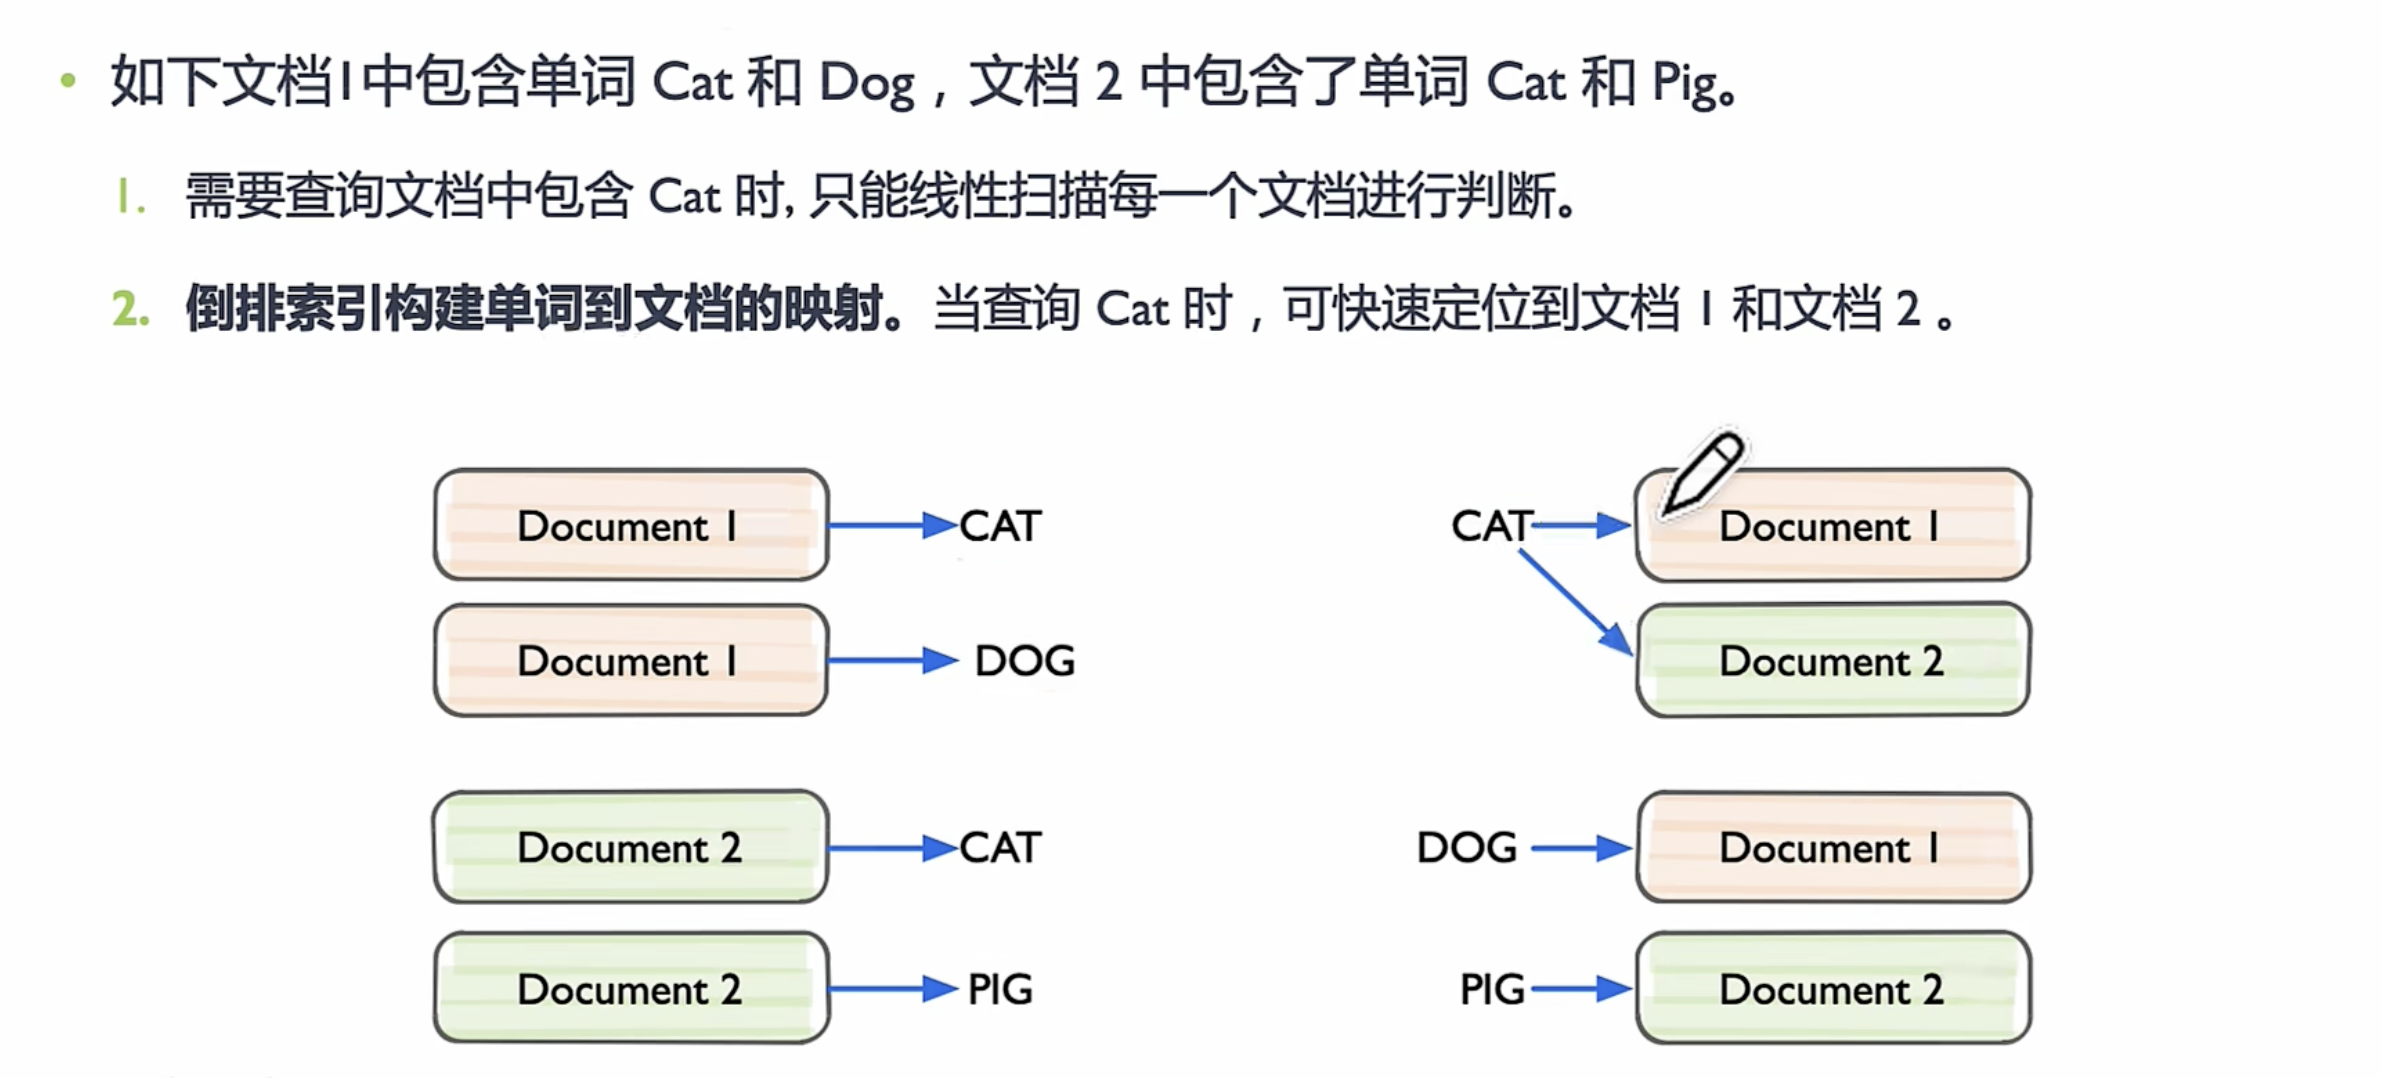 如下文档1中包含单词 Cat 和 Dog，文档 2 中包含了单词 Cat 和 Pig。
1. 需要查询文档中包含 Cat 时, 只能线性扫描每一个文档进行判断。
2. 倒排索引构建单词到文档的映射。当查询 Cat 时，可快速定位到文档 1 和文档 2 。
Document 1
CAT
Document 1
DOG
Document 2
CAT
Document 2
PIG
CAT
Document 1
Document 2
DOG
Document 1
PIG
Document 2